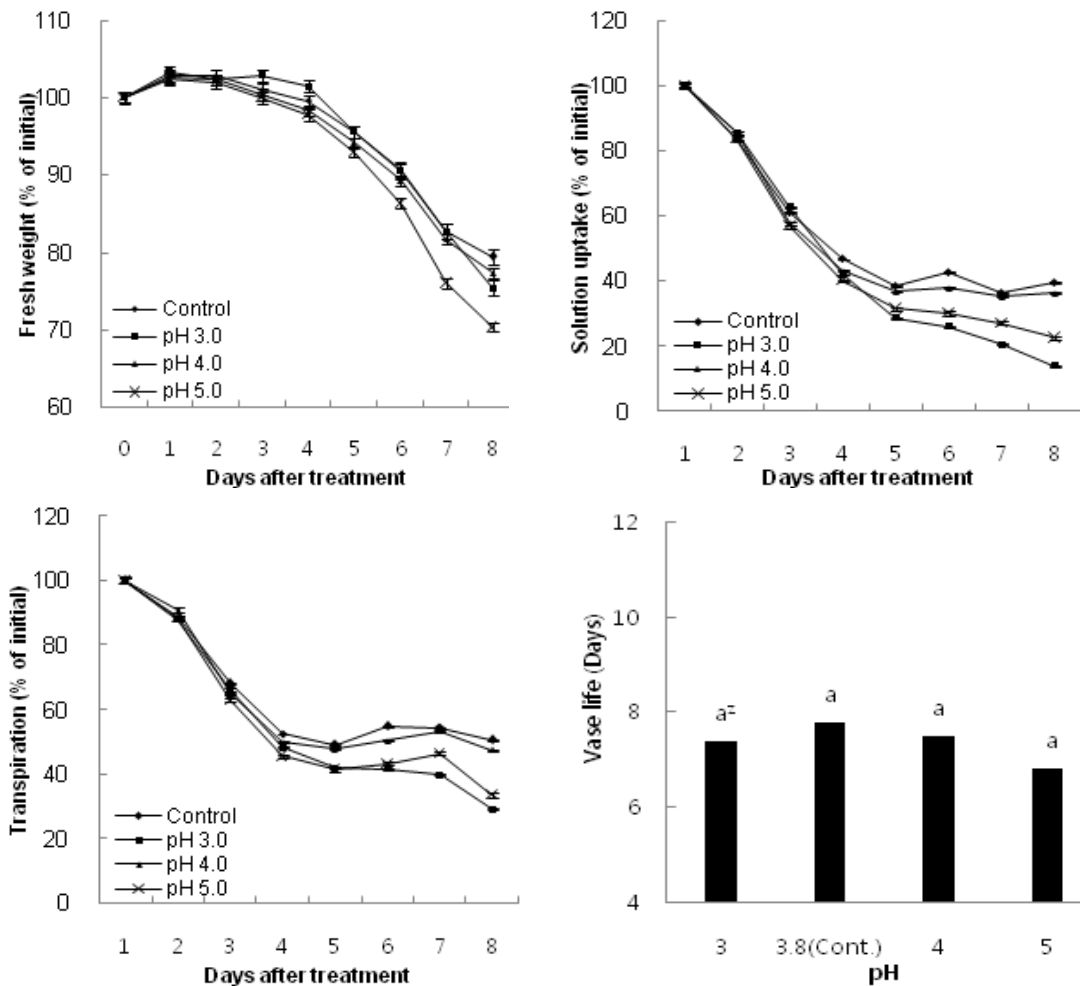 110
100
90
80
70
60
Fresh weight (% of initial)
Control
pH 3.0
pH 4.0
pH 5.0
0 1 2 3 4 5 6 7 8
Days after treatment
120
100
80
60
40
20
0
Solution uptake (% of initial)
Control
pH 3.0
pH 4.0
pH 5.0
1 2 3 4 5 6 7 8
Days after treatment
120
100
80
60
40
20
0
Transpiration (% of initial)
Control
pH 3.0
pH 4.0
pH 5.0
1 2 3 4 5 6 7 8
Days after treatment
12
10
8
6
4
Vase life (Days)
aᶻ a a a
3 3.8(Cont.) 4 5
pH